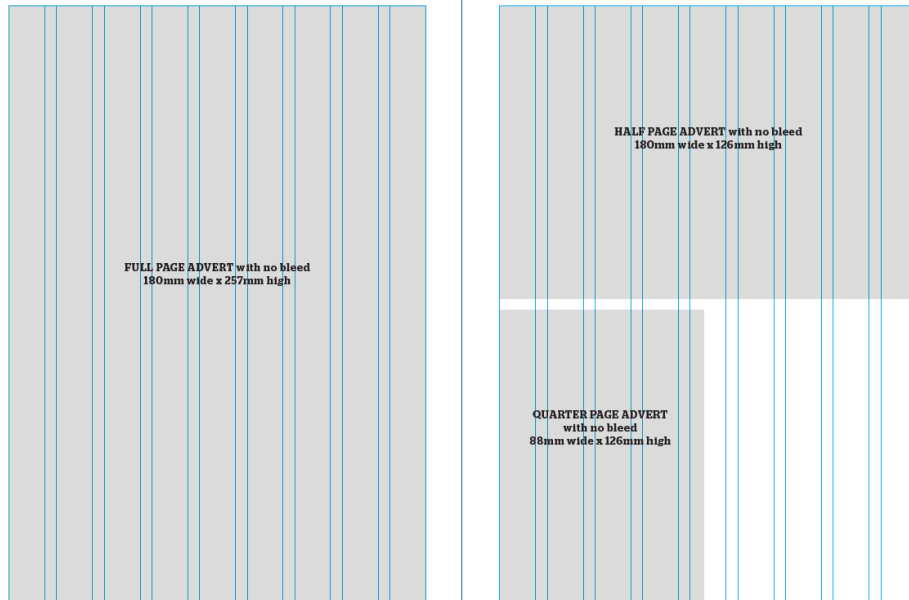 FULL PAGE ADVERT with no bleed
180mm wide x 257mm high
HALF PAGE ADVERT with no bleed
180mm wide x 126mm high
QUARTER PAGE ADVERT
with no bleed
88mm wide x 126mm high